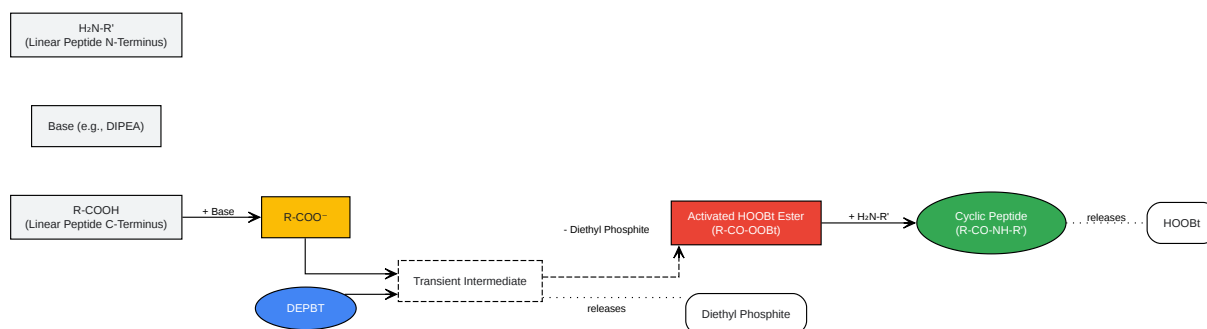 H₂N-R'
(Linear Peptide N-Terminus)
Base (e.g., DIPEA)
R-COOH
(Linear Peptide C-Terminus)
+ Base
R-COO⁻
DEPBT
Transient Intermediate
- Diethyl Phosphite
releases
Diethyl Phosphite
Activated HOOBt Ester
(R-CO-OOBt)
+ H₂N-R'
Cyclic Peptide
(R-CO-NH-R')
releases
HOOBt